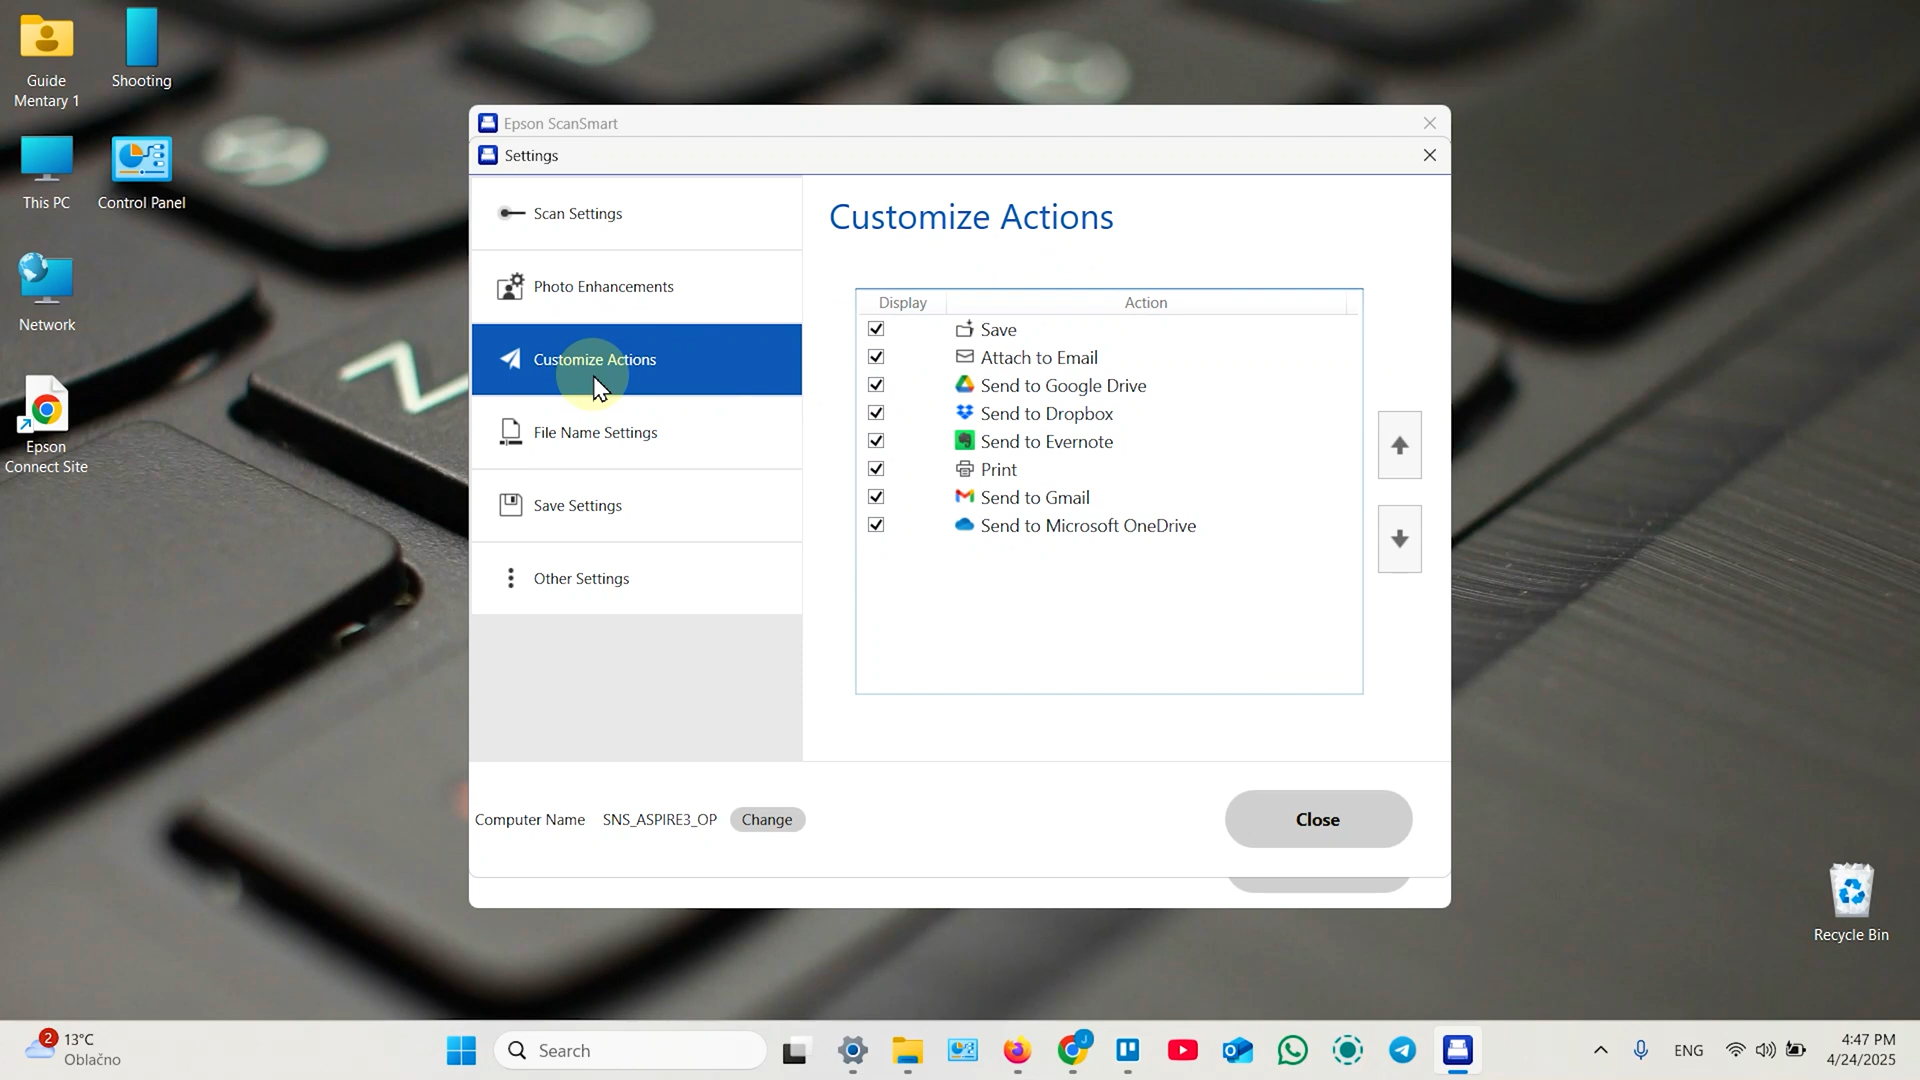 Guide
Mentary 1
Shooting
This PC
Control Panel
Network
Epson
Connect Site
Epson ScanSmart
Settings
Scan Settings
Photo Enhancements
Customize Actions
File Name Settings
Save Settings
Other Settings
Customize Actions
Display Action
Save
Attach to Email
Send to Google Drive
Send to Dropbox
Send to Evernote
Print
Send to Gmail
Send to Microsoft OneDrive
Computer Name SNS_ASPIRE3_OP Change
Close
Recycle Bin
2
13°C
Oblačno
Search
J
ENG
4:47 PM
4/24/2025